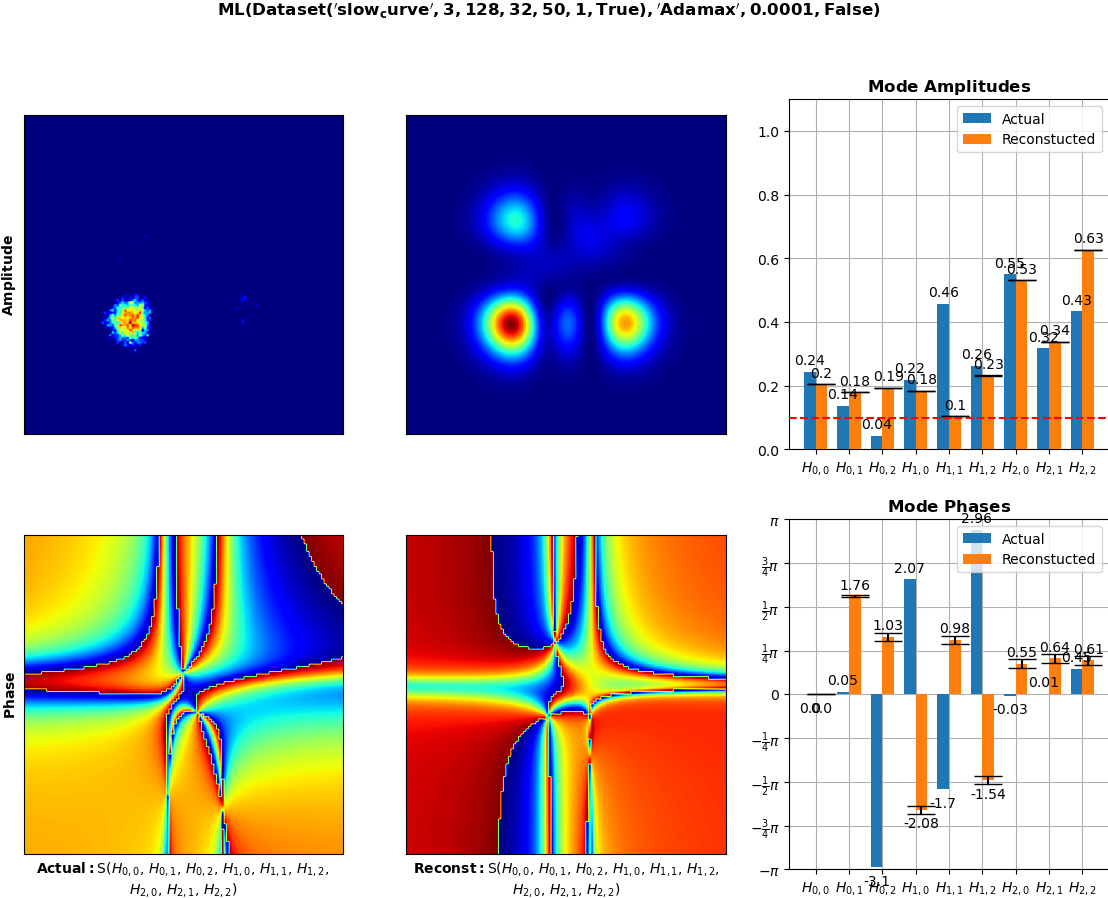 ML(Dataset('slow_curve', 3, 128, 32, 50, 1, True), 'Adamax', 0.0001, False)
Amplitude
Mode Amplitudes
Actual
Reconstucted
1.0
0.8
0.6
0.4
0.2
0.0
0.24 0.14 0.04 0.22 0.46 0.26 0.55 0.32 0.43
0.2 0.18 0.19 0.18 0.1 0.23 0.53 0.34 0.63
H0,0 H0,1 H0,2 H1,0 H1,1 H1,2 H2,0 H2,1 H2,2
Phase
Actual: S(H0,0, H0,1, H0,2, H1,0, H1,1, H1,2,
H2,0, H2,1, H2,2)
Reconst: S(H0,0, H0,1, H0,2, H1,0, H1,1, H1,2,
H2,0, H2,1, H2,2)
Mode Phases
Actual
Reconstucted
π
3/4π
1/2π
1/4π
0
−1/4π
−1/2π
−3/4π
−π
0.0 0.05 -3.1 2.07 -1.7 2.96 -0.03 0.01
0.0 1.76 1.03 -2.08 0.98 -1.54 0.55 0.64 0.61
H0,0 H0,1 H0,2 H1,0 H1,1 H1,2 H2,0 H2,1 H2,2